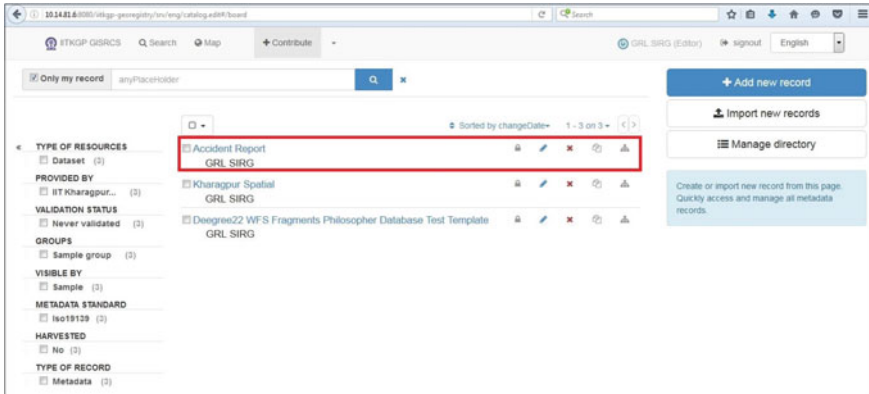 10.14.81.6:8080/iitkgp-georegistry/srv/eng/catalog.edit#/board
Search
IITKGP GISRCS Search Map + Contribute GRL SIRG (Editor) signout English
Only my record anyPlaceHolder
+ Add new record
Import new records
Manage directory
Create or import new record from this page.
Quickly access and manage all metadata
records.
Sorted by changeDate 1 - 3 on 3
« TYPE OF RESOURCES
Dataset (3)
PROVIDED BY
IIT Kharagpur... (3)
VALIDATION STATUS
Never validated (3)
GROUPS
Sample group (3)
VISIBLE BY
Sample (3)
METADATA STANDARD
Iso19139 (3)
HARVESTED
No (3)
TYPE OF RECORD
Metadata (3)
Accident Report
GRL SIRG
Kharagpur Spatial
GRL SIRG
Deegree22 WFS Fragments Philosopher Database Test Template
GRL SIRG